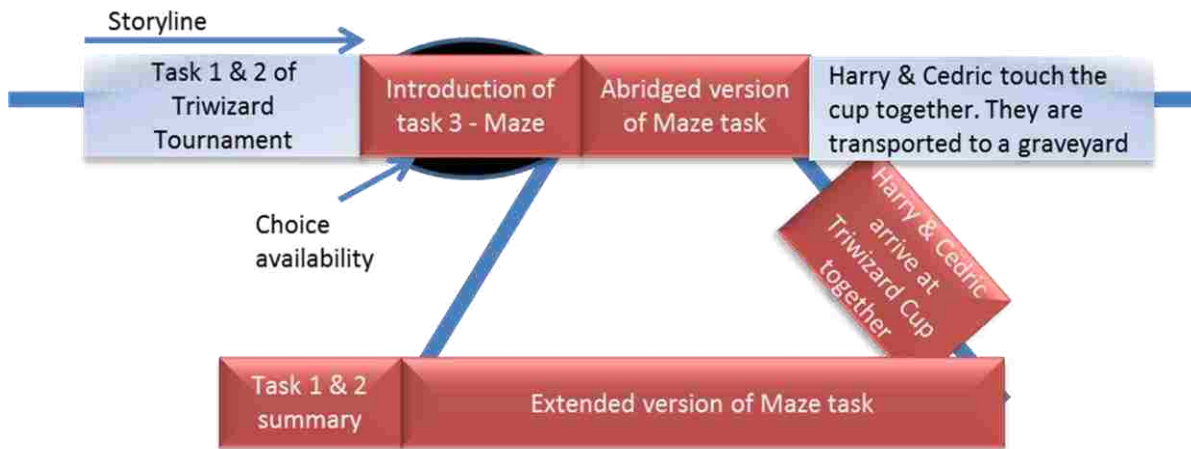 Storyline
Task 1 & 2 of
Triwizard
Tournament
Introduction of
task 3 - Maze
Abridged version
of Maze task
Harry & Cedric touch the
cup together. They are
transported to a graveyard
Choice
availability
Harry & Cedric
arrive at
Triwizard Cup
together
Task 1 & 2
summary
Extended version of Maze task